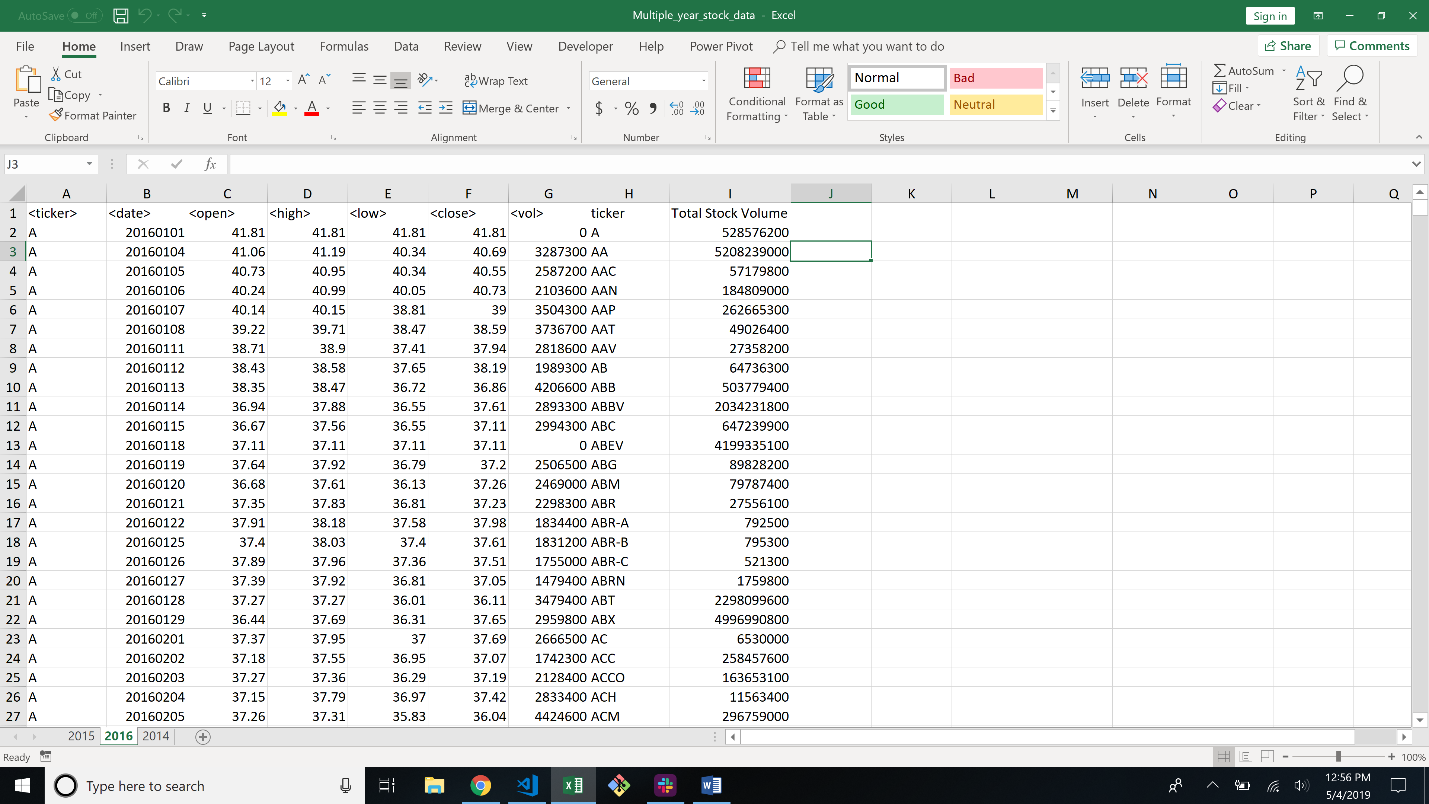 AutoSave Off Multiple_year_stock_data - Excel Sign in
File Home Insert Draw Page Layout Formulas Data Review View Developer Help Power Pivot Tell me what you want to do Share Comments
Paste Cut Copy Format Painter Clipboard
Calibri 12 A A B I U A Font
ab Wrap Text Merge & Center Alignment
General $ % Number
Conditional Formatting Format as Table Normal Bad Good Neutral Styles
Insert Delete Format Cells
AutoSum Fill Clear Sort & Filter Find & Select Editing
J3 fx
A B C D E F G H I J K L M N O P Q
1 <ticker> <date> <open> <high> <low> <close> <vol> ticker Total Stock Volume
2 A 20160101 41.81 41.81 41.81 41.81 0 A 528576200
3 A 20160104 41.06 41.19 40.34 40.69 3287300 AA 5208239000
4 A 20160105 40.73 40.95 40.34 40.55 2587200 AAC 57179800
5 A 20160106 40.24 40.99 40.05 40.73 2103600 AAN 184809000
6 A 20160107 40.14 40.15 38.81 39 3504300 AAP 262665300
7 A 20160108 39.22 39.71 38.47 38.59 3736700 AAT 49026400
8 A 20160111 38.71 38.9 37.41 37.94 2818600 AAV 27358200
9 A 20160112 38.43 38.58 37.65 38.19 1989300 AB 64736300
10 A 20160113 38.35 38.47 36.72 36.86 4206600 ABB 503779400
11 A 20160114 36.94 37.88 36.55 37.61 2893300 ABBV 2034231800
12 A 20160115 36.67 37.56 36.55 37.11 2994300 ABC 647239900
13 A 20160118 37.11 37.11 37.11 37.11 0 ABEV 4199335100
14 A 20160119 37.64 37.92 36.79 37.2 2506500 ABG 89828200
15 A 20160120 36.68 37.61 36.13 37.26 2469000 ABM 79787400
16 A 20160121 37.35 37.83 36.81 37.23 2298300 ABR 27556100
17 A 20160122 37.91 38.18 37.58 37.98 1834400 ABR-A 792500
18 A 20160125 37.4 38.03 37.4 37.61 1831200 ABR-B 795300
19 A 20160126 37.89 37.96 37.36 37.51 1755000 ABR-C 521300
20 A 20160127 37.39 37.92 36.81 37.05 1479400 ABRN 1759800
21 A 20160128 37.27 37.27 36.01 36.11 3479400 ABT 2298099600
22 A 20160129 36.44 37.69 36.31 37.65 2959800 ABX 4996990800
23 A 20160201 37.37 37.95 37 37.69 2666500 AC 6530000
24 A 20160202 37.18 37.55 36.95 37.07 1742300 ACC 258457600
25 A 20160203 37.27 37.36 36.29 37.19 2128400 ACCO 163653100
26 A 20160204 37.15 37.79 36.97 37.42 2833400 ACH 11563400
27 A 20160205 37.26 37.31 35.83 36.04 4424600 ACM 296759000
2015 2016 2014
Ready 100%
Type here to search 12:56 PM
5/4/2019